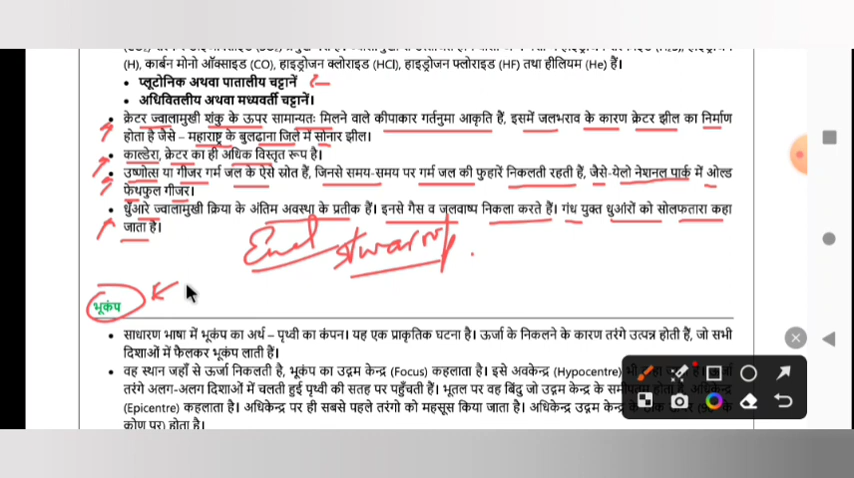 (H), कार्बन मोनो ऑक्साइड (CO), हाइड्रोजन क्लोराइड (HCl), हाइड्रोजन फ्लोराइड (HF) तथा हीलियम (He) हैं।
• प्लूटोनिक अथवा पातालीय चट्टानें
• अधिवितलीय अथवा मध्यवर्ती चट्टानें।
• क्रेटर ज्वालामुखी शंकु के ऊपर सामान्यतः मिलने वाले कीपाकार गर्तनुमा आकृति हैं, इसमें जलभराव के कारण क्रेटर झील का निर्माण
होता है जैसे – महाराष्ट्र के बुलढाना जिले में सोनार झील।
• काल्डेरा, क्रेटर का ही अधिक विस्तृत रूप है।
• उष्णोत्स या गीजर गर्म जल के ऐसे स्रोत हैं, जिनसे समय-समय पर गर्म जल की फुहारें निकलती रहती हैं, जैसे-येलो नेशनल पार्क में ओल्ड
फेथफुल गीजर।
• धुँआरे ज्वालामुखी क्रिया के अंतिम अवस्था के प्रतीक हैं। इनसे गैस व जलवाष्प निकला करते हैं। गंध युक्त धुआँरों को सोलफतारा कहा
जाता है।
भूकंप
• साधारण भाषा में भूकंप का अर्थ – पृथ्वी का कंपन। यह एक प्राकृतिक घटना है। ऊर्जा के निकलने के कारण तरंगे उत्पन्न होती हैं, जो सभी
दिशाओं में फैलकर भूकंप लाती हैं।
• वह स्थान जहाँ से ऊर्जा निकलती है, भूकंप का उद्गम केन्द्र (Focus) कहलाता है। इसे अवकेन्द्र (Hypocentre)
तरंगे अलग-अलग दिशाओं में चलती हुई पृथ्वी की सतह पर पहुँचती हैं। भूतल पर वह बिंदु जो उद्गम केन्द्र के
(Epicentre) कहलाता है। अधिकेन्द्र पर ही सबसे पहले तरंगो को महसूस किया जाता है। अधिकेन्द्र उद्गम केन्द्र
कोण पर) होता है।